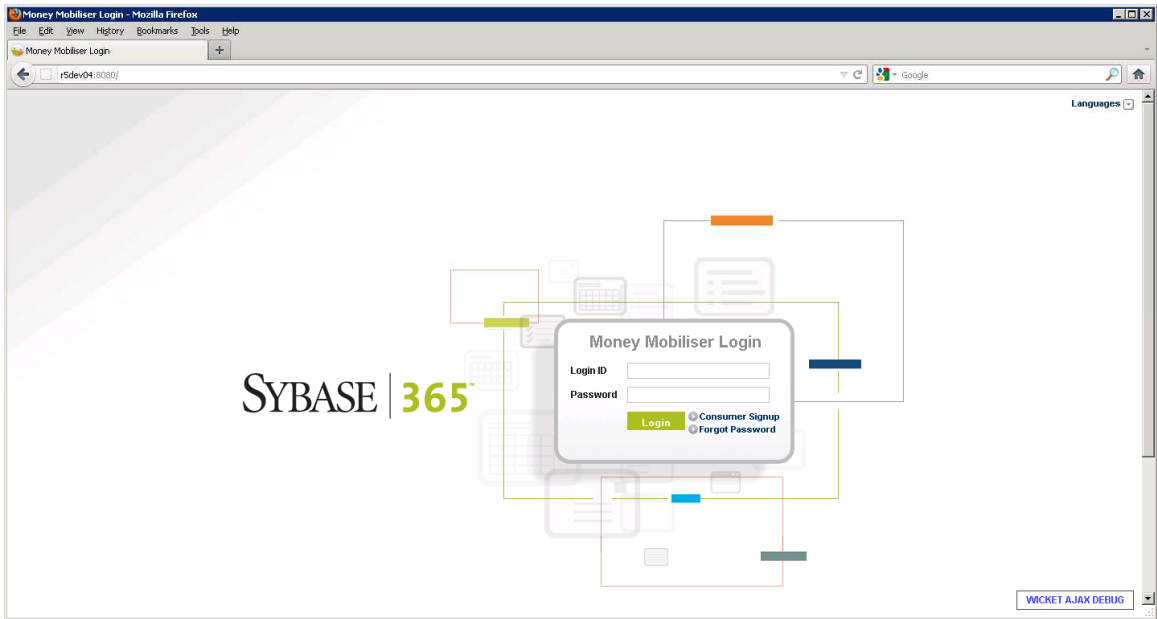 Money Mobiliser Login - Mozilla Firefox
File Edit View History Bookmarks Tools Help
Money Mobiliser Login
r5dev04:8080/
Google
Languages
Money Mobiliser Login
Login ID
SYBASE 365™
Password
Login
Consumer Signup
Forgot Password
WICKET AJAX DEBUG